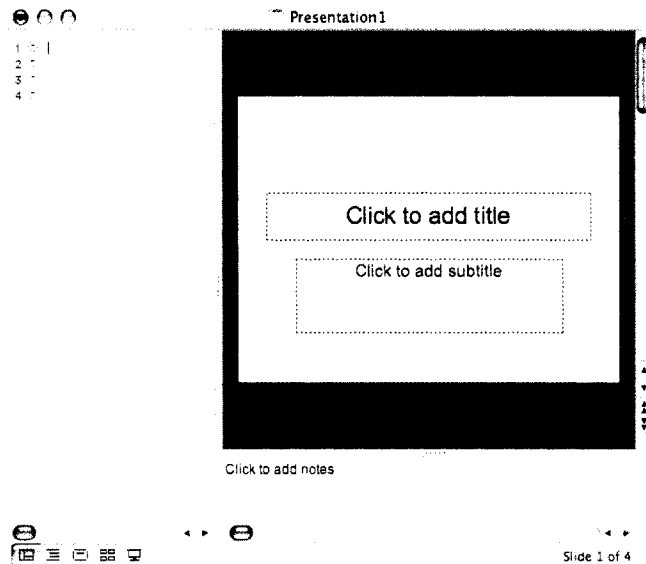 Presentation1
1
2
3
4
Click to add title
Click to add subtitle
Click to add notes
Slide 1 of 4